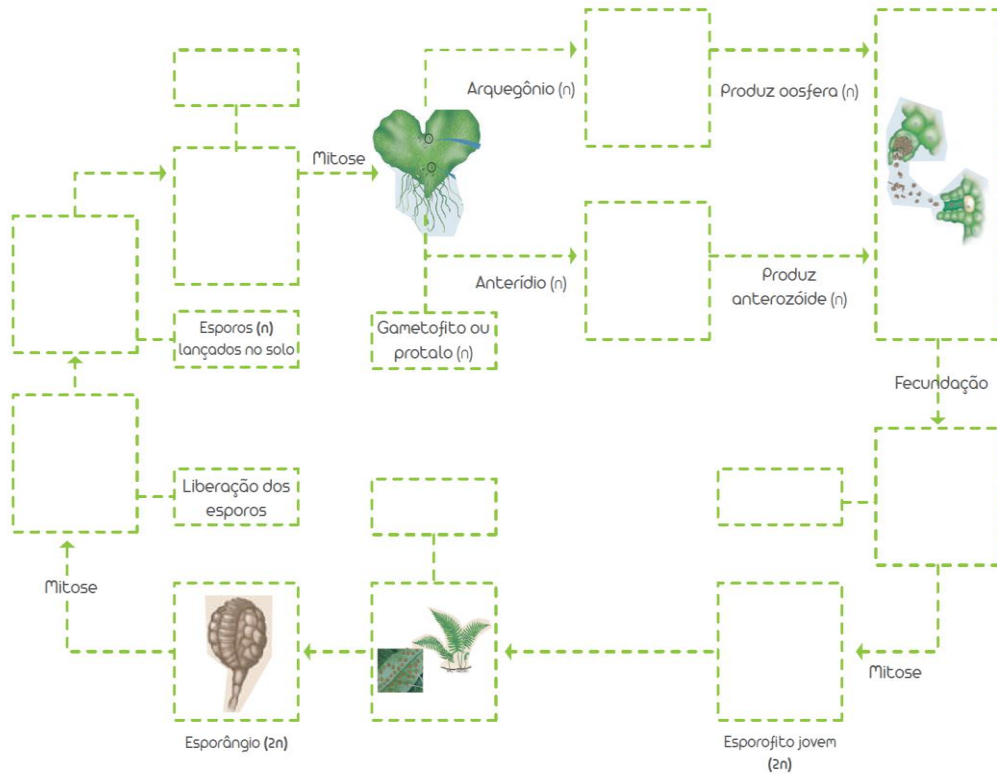 Arquegônio (n)
Produz oosfera (n)
Mitose
Anterídio (n)
Produz
anterozóide (n)
Esporos (n)
lançados no solo
Gametofito ou
protalo (n)
Fecundação
Liberação dos
esporos
Mitose
Mitose
Esporângio (2n)
Esporofito jovem
(2n)